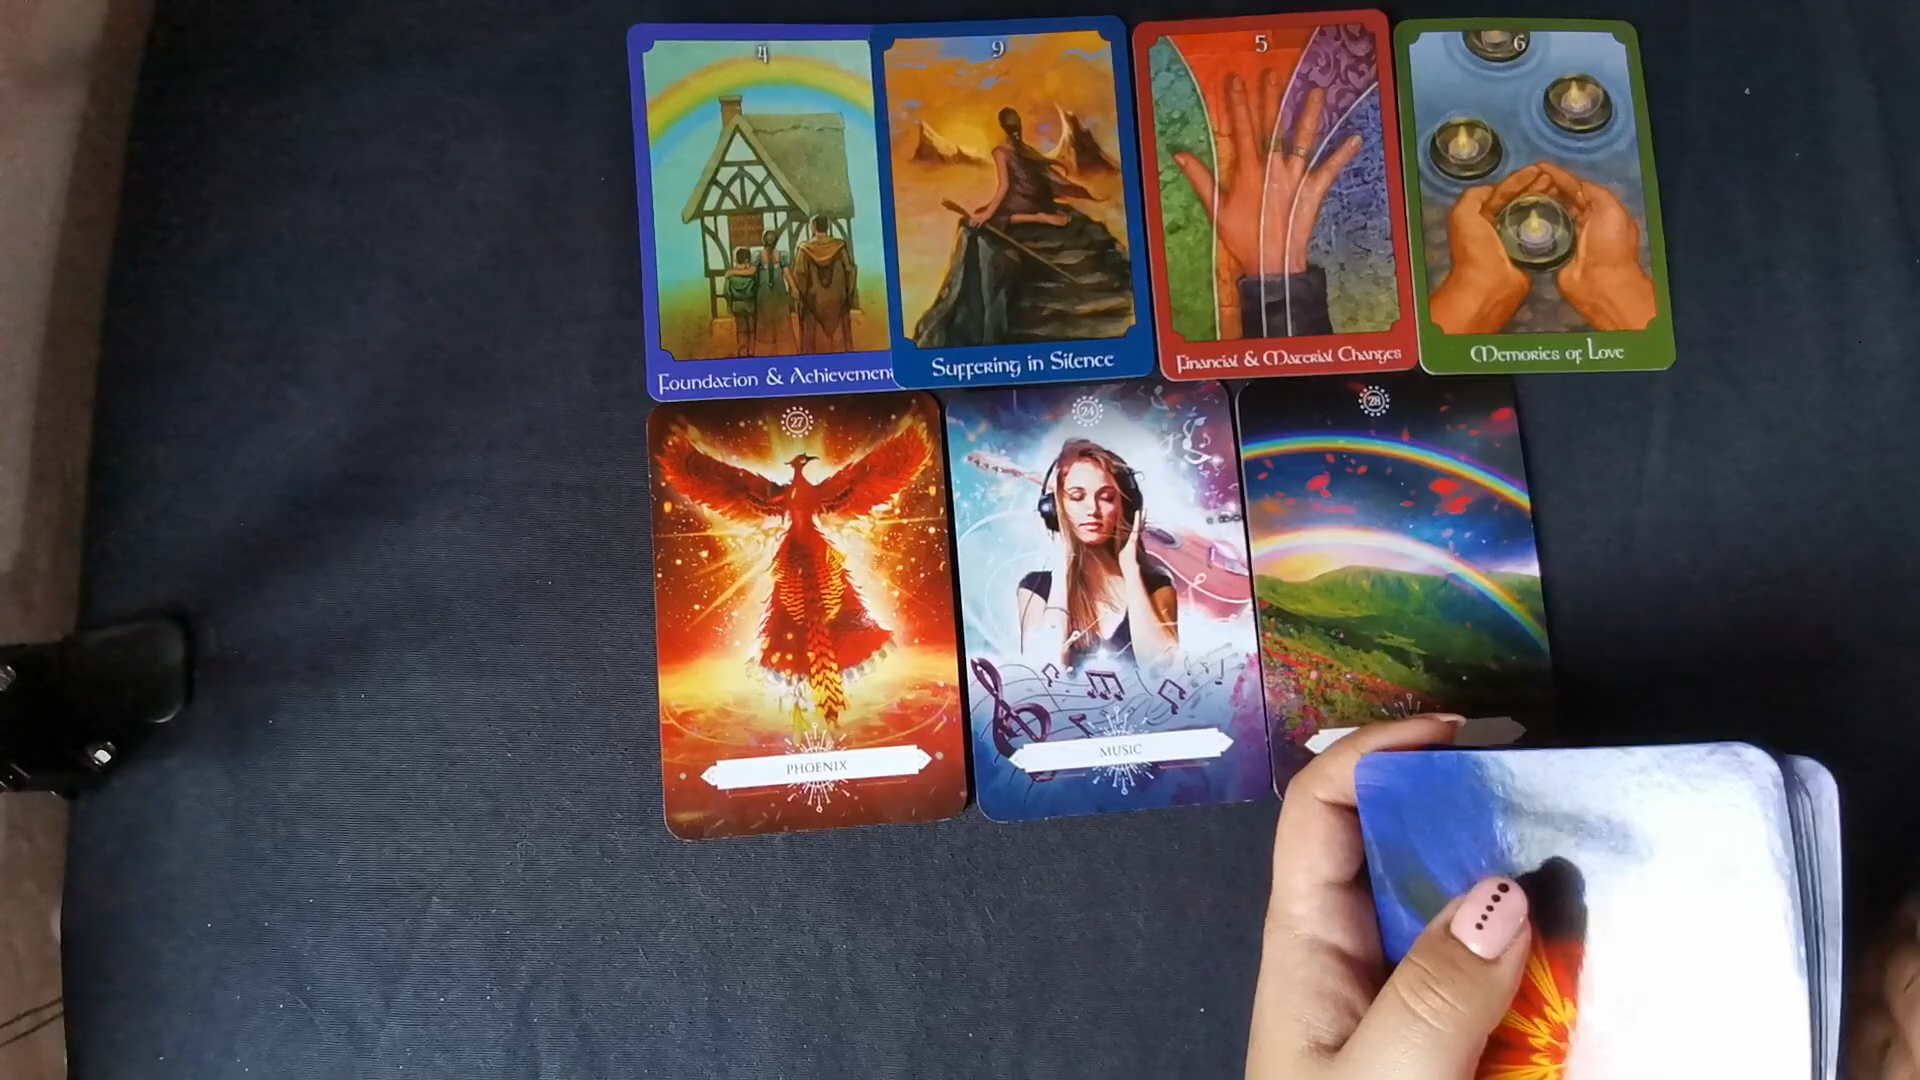 4
9
5
6
Foundation & Achievemen
Suffering in Silence
Financial & Material Changes
Memories of Love
27
24
28
PHOENIX
MUSIC